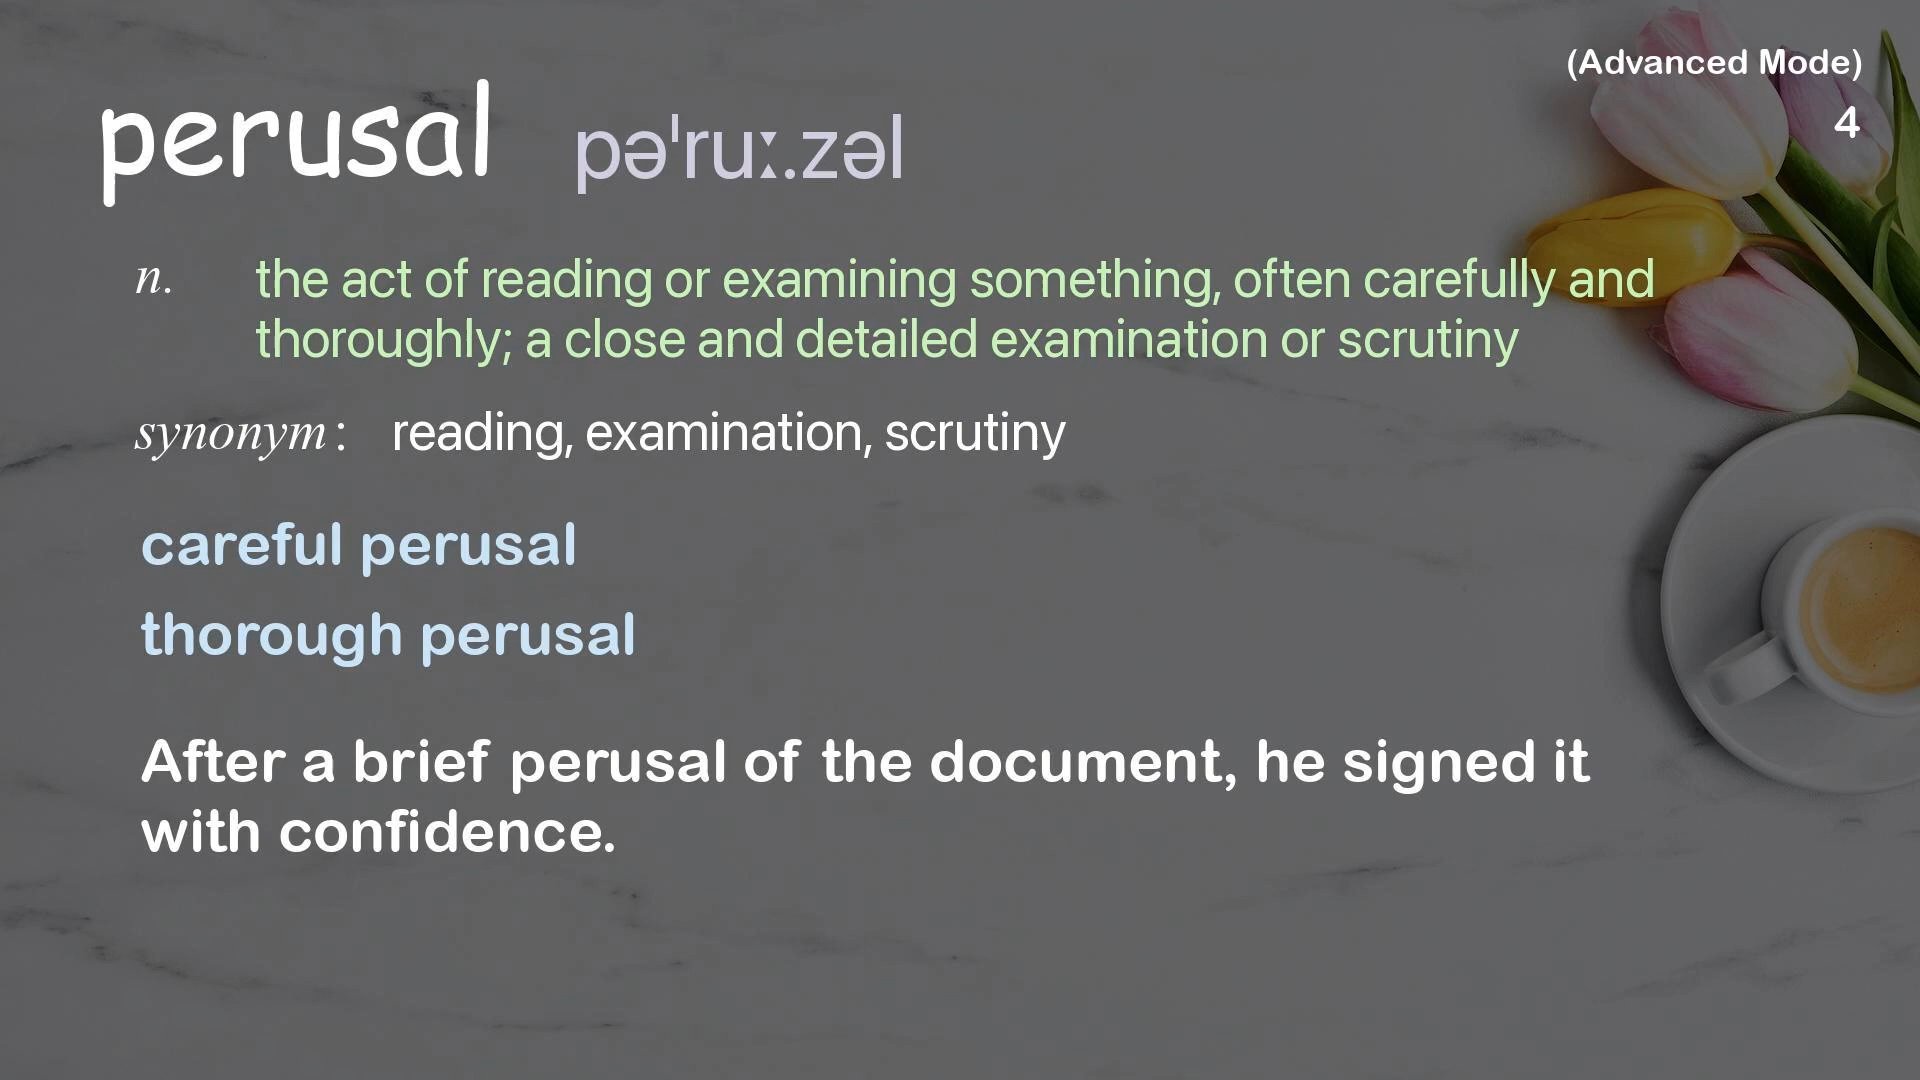 (Advanced Mode)
4
perusal pəˈruː.zəl
n. the act of reading or examining something, often carefully and
thoroughly; a close and detailed examination or scrutiny
synonym: reading, examination, scrutiny
careful perusal
thorough perusal
After a brief perusal of the document, he signed it
with confidence.